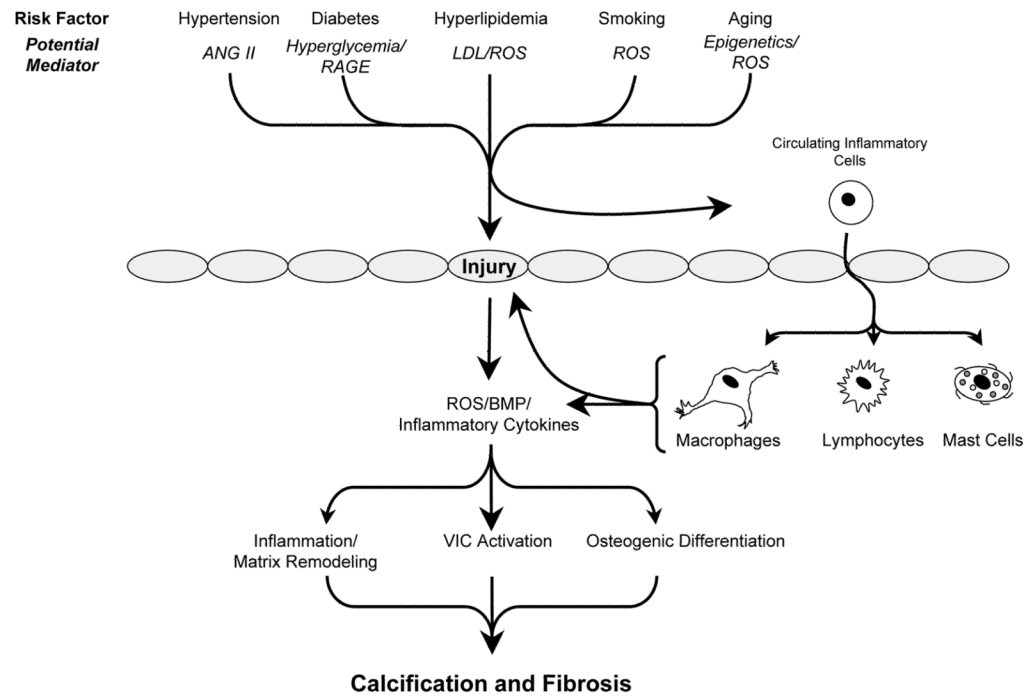 Risk Factor
Hypertension
Diabetes
Hyperlipidemia
Smoking
Aging
Potential
Mediator
ANG II
Hyperglycemia/
RAGE
LDL/ROS
ROS
Epigenetics/
ROS
Circulating Inflammatory
Cells
Injury
ROS/BMP/
Inflammatory Cytokines
Macrophages
Lymphocytes
Mast Cells
Inflammation/
Matrix Remodeling
VIC Activation
Osteogenic Differentiation
Calcification and Fibrosis